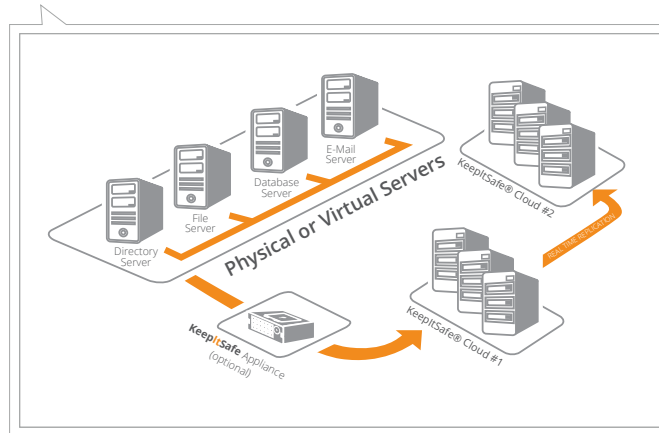 E-Mail
Server
Database
Server
File
Server
Directory
Server
Physical or Virtual Servers
KeepItSafe® Cloud #2
REAL TIME REPLICATION
KeepItSafe® Cloud #1
KeepItSafe Appliance
(optional)